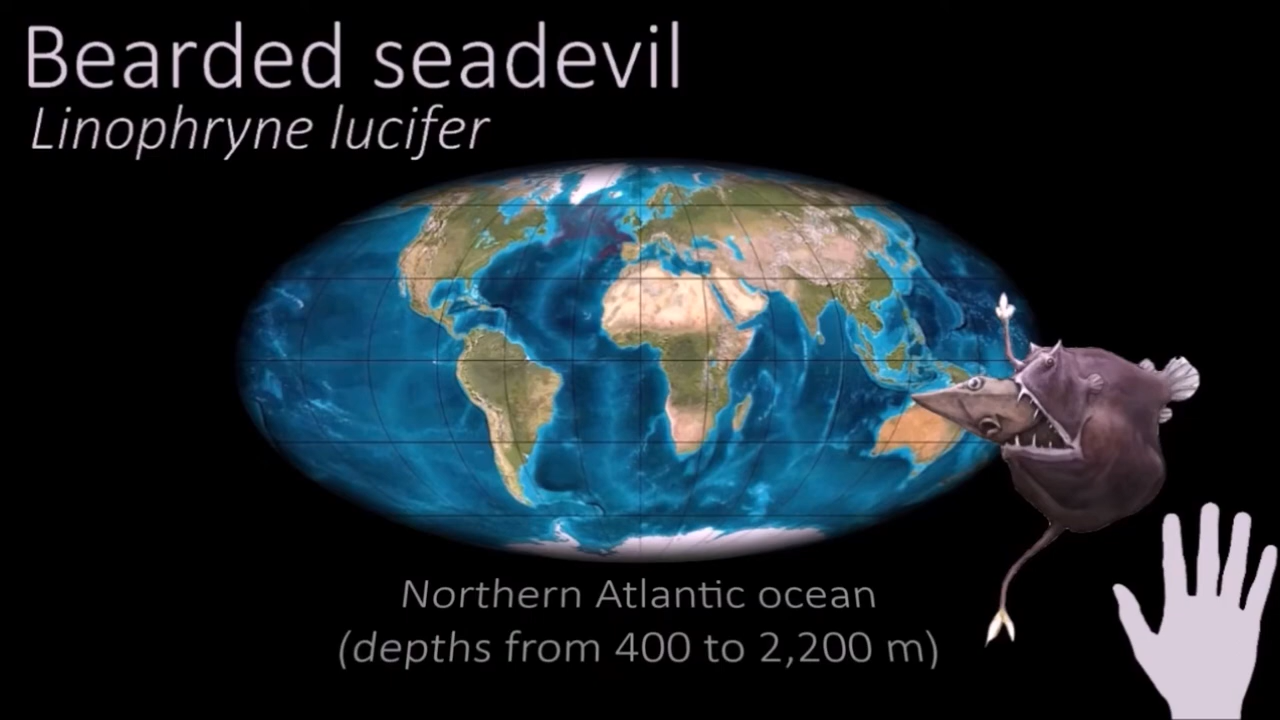 Bearded seadevil
Linophryne lucifer
Northern Atlantic ocean
(depths from 400 to 2,200 m)